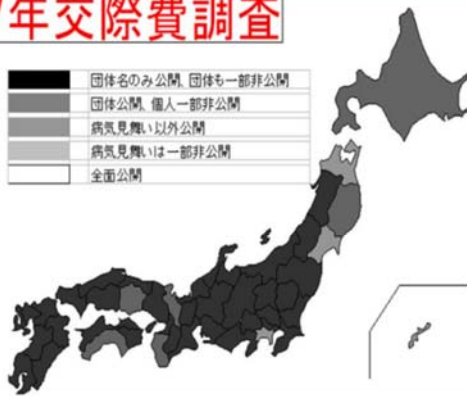 年交際費調査
団体名のみ公開、団体も一部非公開
団体公開、個人一部非公開
病気見舞い以外公開
病気見舞いは一部非公開
全面公開